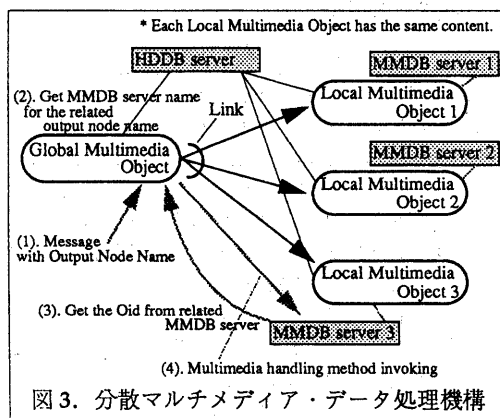 * Each Local Multimedia Object has the same content.
HDDB server
MMDB server 1
(2). Get MMDB server name
for the related
output node name
Link
Local Multimedia
Object 1
Global Multimedia
Object
MMDB server 2
Local Multimedia
Object 2
(1). Message
with Output Node Name
Local Multimedia
Object 3
(3). Get the Oid from related
MMDB server
MMDB server 3
(4). Multimedia handling method invoking
図3. 分散マルチメディア・データ処理機構